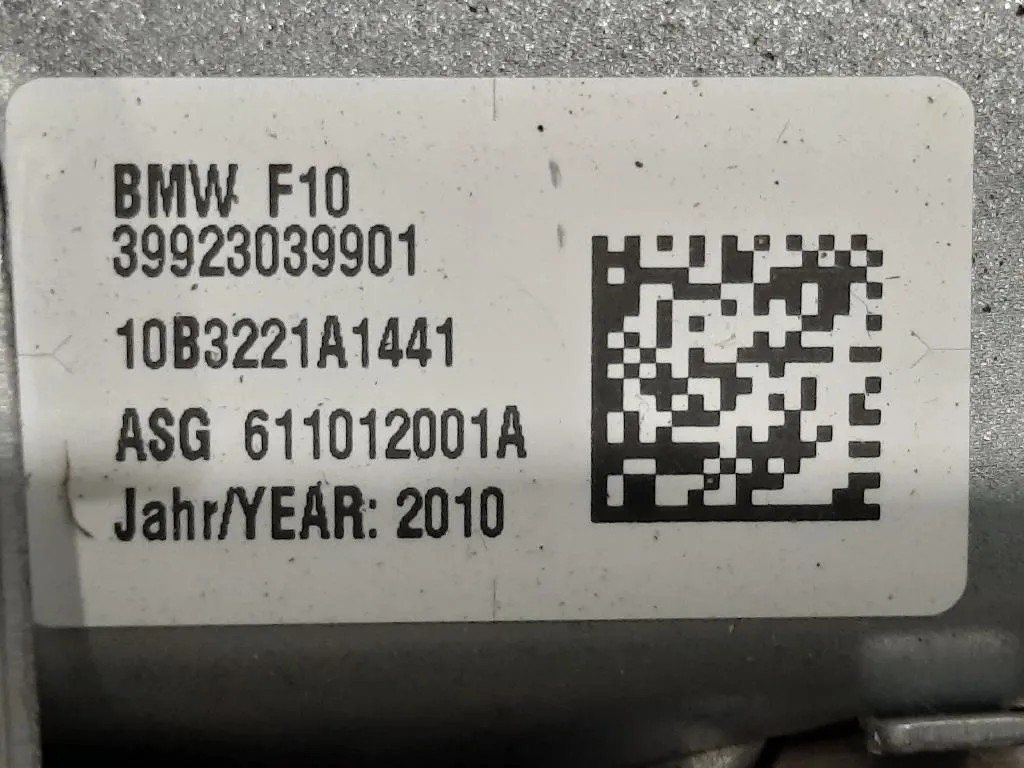 BMW F10
39923039901
10B3221A1441
ASG 611012001A
Jahr/YEAR: 2010